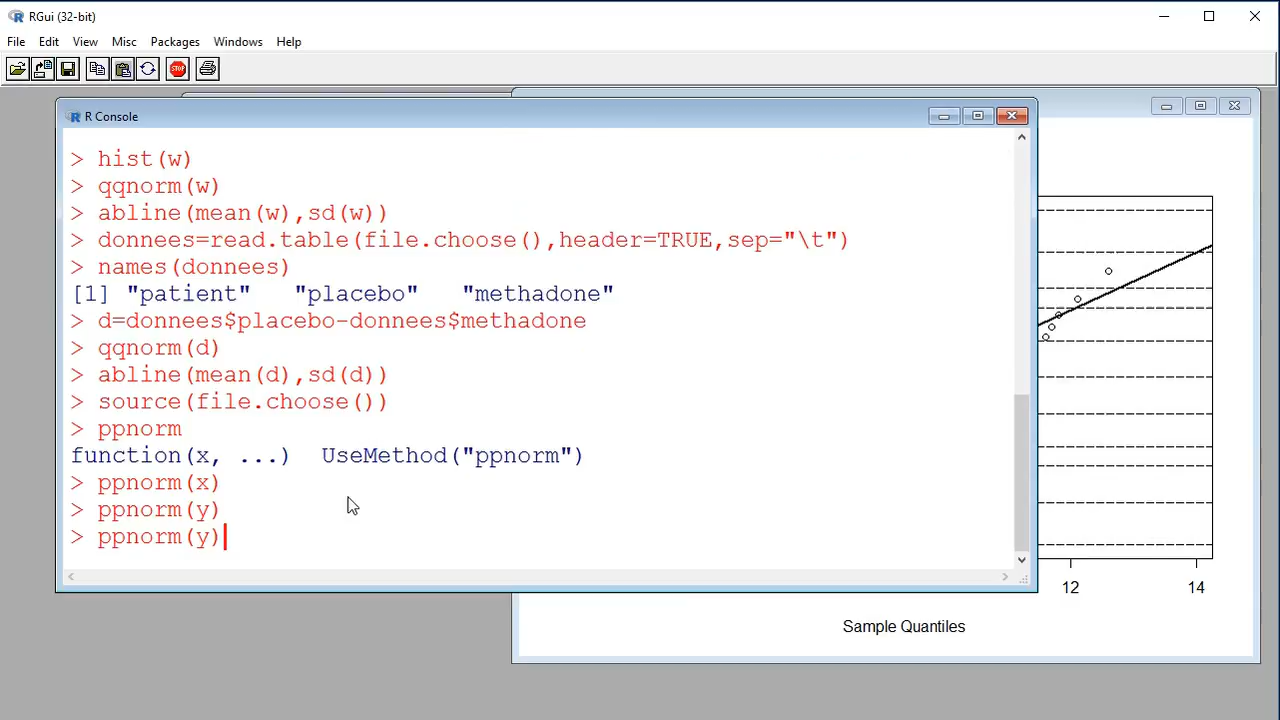 RGui (32-bit)
File Edit View Misc Packages Windows Help
STOP
R Console
> hist(w)
> qqnorm(w)
> abline(mean(w),sd(w))
> donnees=read.table(file.choose(),header=TRUE,sep="\t")
> names(donnees)
[1] "patient"   "placebo"   "methadone"
> d=donnees$placebo-donnees$methadone
> qqnorm(d)
> abline(mean(d),sd(d))
> source(file.choose())
> ppnorm
function(x, ...)  UseMethod("ppnorm")
> ppnorm(x)
> ppnorm(y)
> ppnorm(y)
12 14
Sample Quantiles